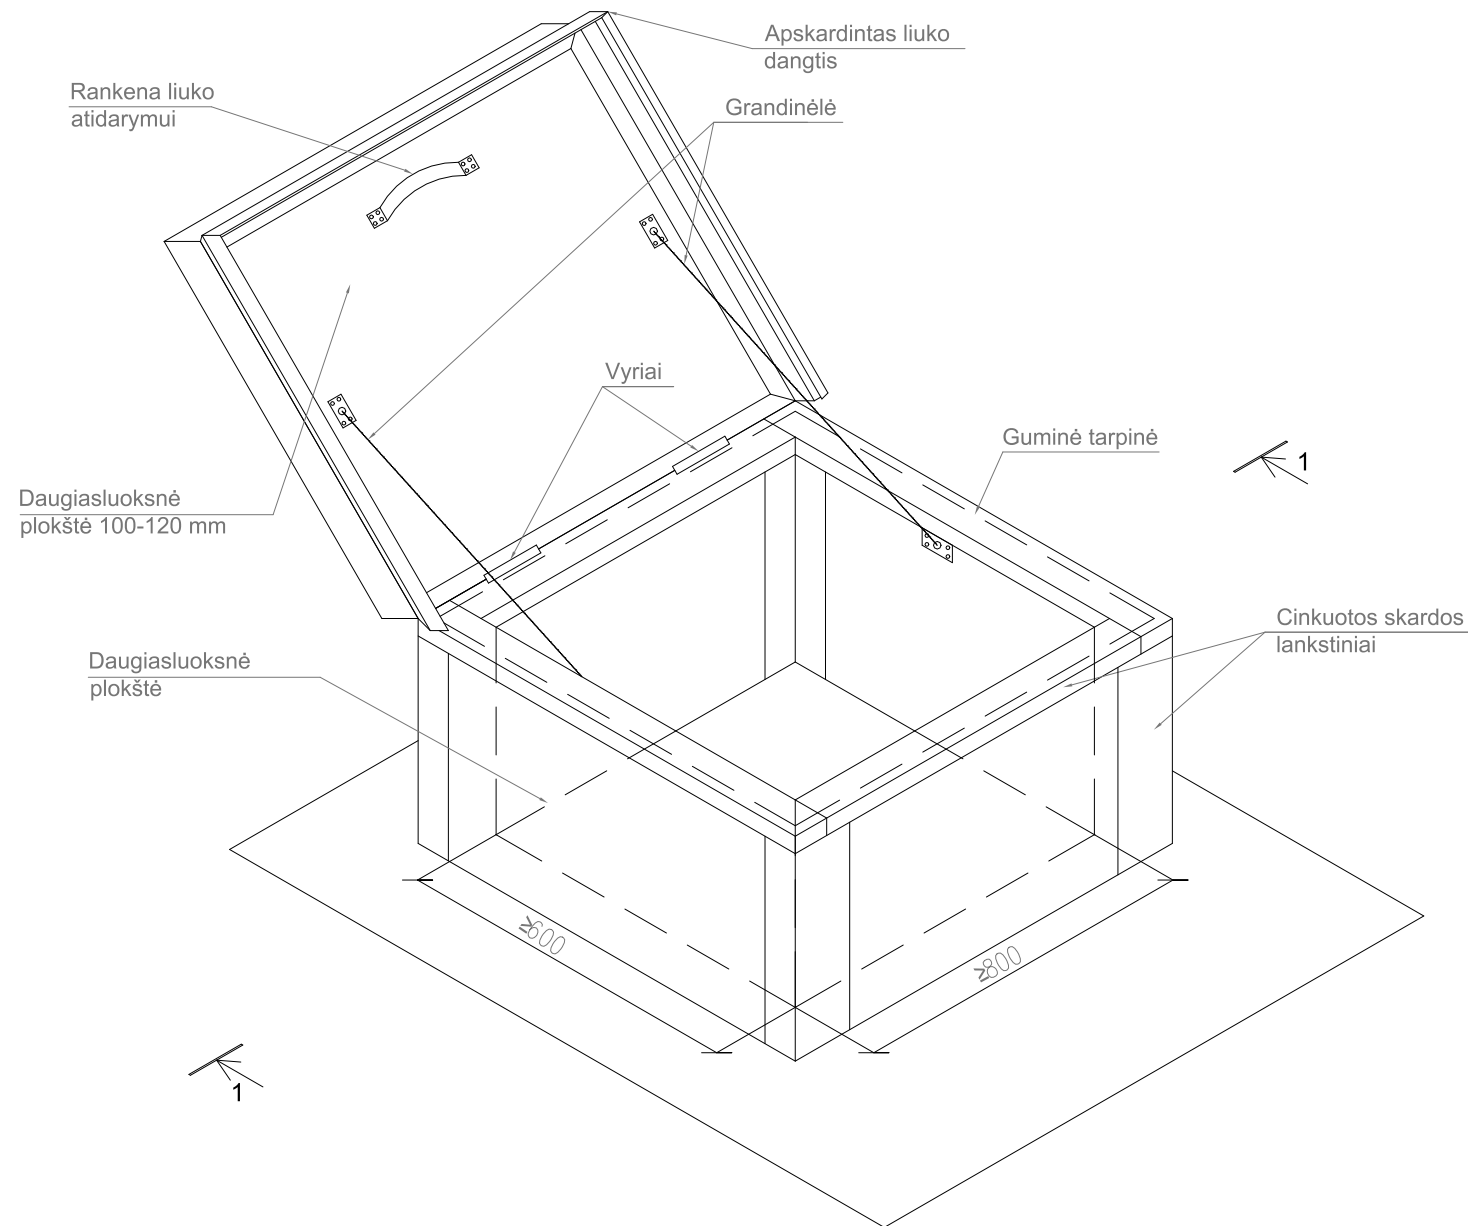 Apskardintas liuko
dangtis
Rankena liuko
atidarymui
Grandinėlė
Vyriai
Guminė tarpinė
1
Daugiasluoksnė
plokštė 100-120 mm
Cinkuotos skardos
lankstiniai
Daugiasluoksnė
plokštė
≥600
≥800
1